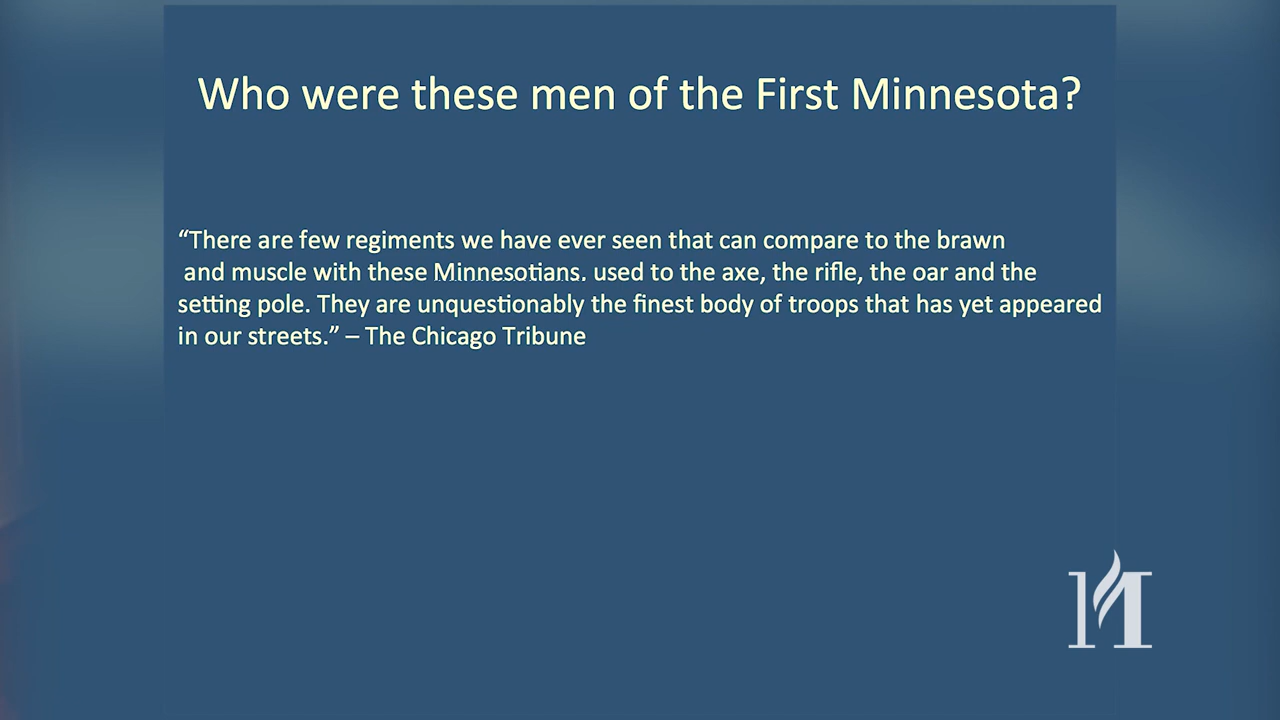 Who were these men of the First Minnesota?
“There are few regiments we have ever seen that can compare to the brawn
and muscle with these Minnesotians. used to the axe, the rifle, the oar and the
setting pole. They are unquestionably the finest body of troops that has yet appeared
in our streets.” – The Chicago Tribune